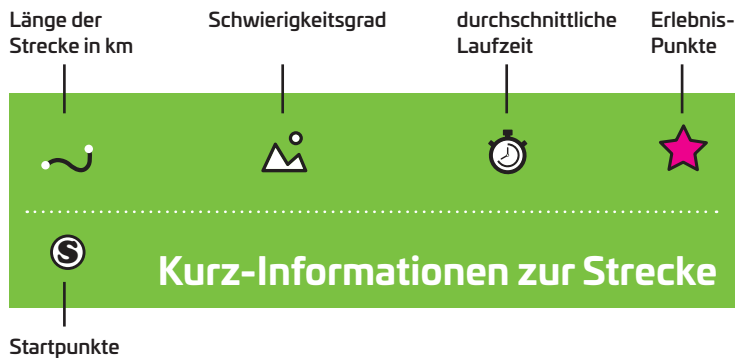 Länge der
Strecke in km
Schwierigkeitsgrad
durchschnittliche
Laufzeit
Erlebnis-
Punkte
S
Kurz-Informationen zur Strecke
Startpunkte